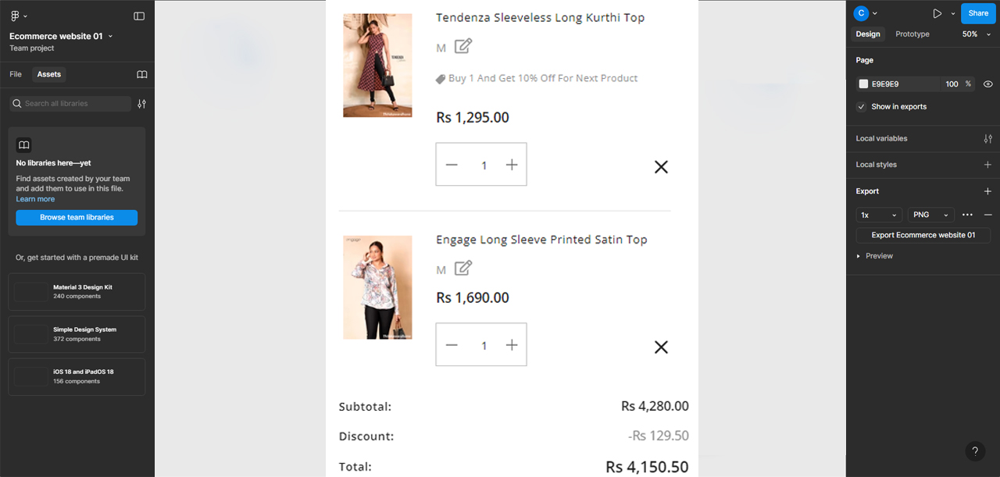 Ecommerce website 01
Team project
File
Assets
Search all libraries
No libraries here—yet
Find assets created by your team
and add them to use in this file.
Learn more
Browse team libraries
Or, get started with a premade UI kit
Material 3 Design Kit
240 components
Simple Design System
372 components
iOS 18 and iPadOS 18
156 components
Tendenza Sleeveless Long Kurthi Top
M
Buy 1 And Get 10% Off For Next Product
Rs 1,295.00
1
Engage Long Sleeve Printed Satin Top
M
Rs 1,690.00
1
Subtotal:
Rs 4,280.00
Discount:
-Rs 129.50
Total:
Rs 4,150.50
C
Share
Design
Prototype
50%
Page
E9E9E9
100 %
Show in exports
Local variables
Local styles
Export
1x
PNG
Export Ecommerce website 01
Preview
?